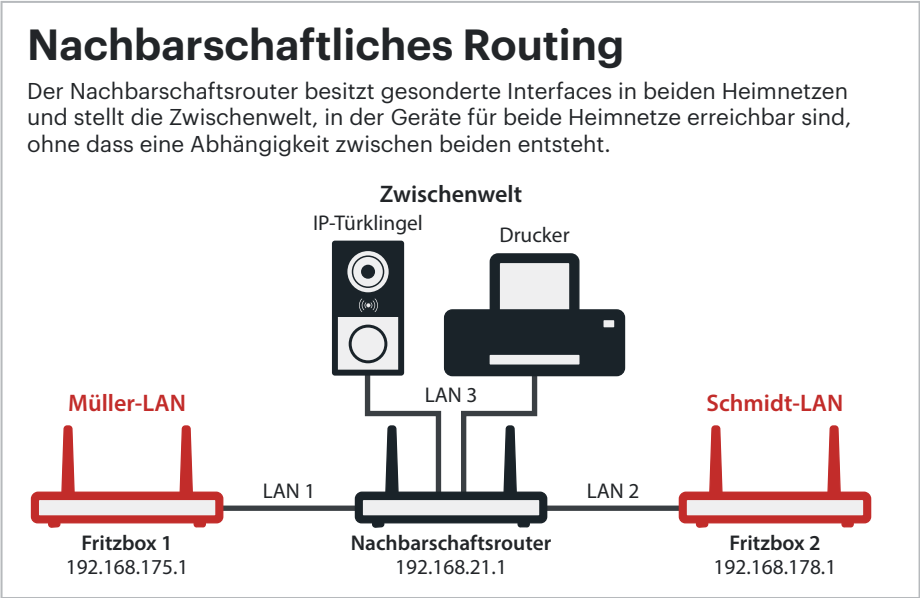 Nachbarschaftliches Routing
Der Nachbarschaftsrouter besitzt gesonderte Interfaces in beiden Heimnetzen
und stellt die Zwischenwelt, in der Geräte für beide Heimnetze erreichbar sind,
ohne dass eine Abhängigkeit zwischen beiden entsteht.
Zwischenwelt
IP-Türklingel
Drucker
LAN 3
Müller-LAN
Schmidt-LAN
LAN 1
LAN 2
Fritzbox 1
192.168.175.1
Nachbarschaftsrouter
192.168.21.1
Fritzbox 2
192.168.178.1